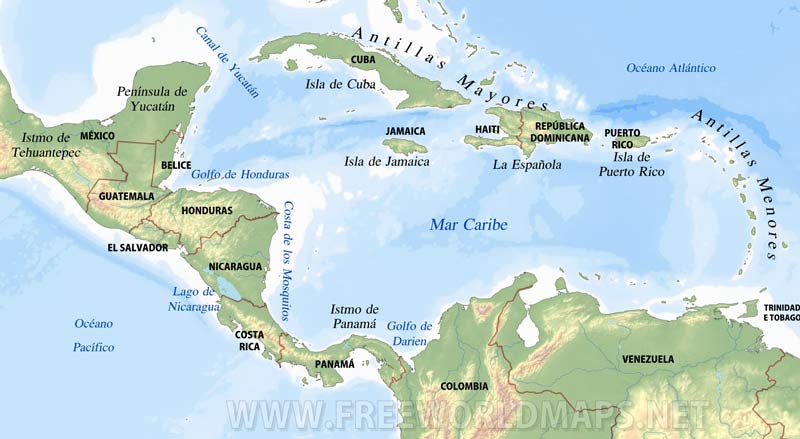 Canal de Yucatán
Antillas Mayores
CUBA
Océano Atlántico
Isla de Cuba
Península de
Yucatán
Antillas Menores
MÉXICO
Istmo de
Tehuantepec
JAMAICA
HAITI
REPÚBLICA
DOMINICANA
PUERTO
RICO
Isla de Jamaica
La Española
Isla de
Puerto Rico
BELICE
Golfo de Honduras
GUATEMALA
HONDURAS
Costa de los Mosquitos
Mar Caribe
EL SALVADOR
NICARAGUA
Lago de
Nicaragua
Istmo de
Panamá
Golfo de
Darien
TRINIDAD
E TOBAGO
Océano
Pacífico
COSTA
RICA
PANAMÁ
COLOMBIA
VENEZUELA
WWW.FREEWORLDMAPS.NET